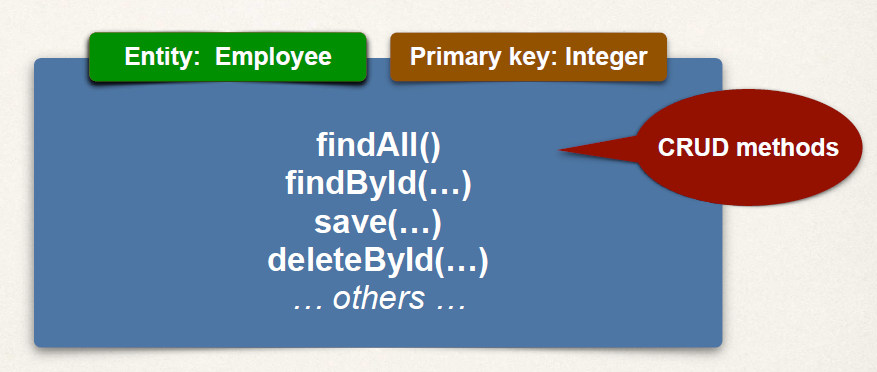 Entity:  Employee
Primary key: Integer
findAll()
findById(…)
save(…)
deleteById(…)
… others …
CRUD methods